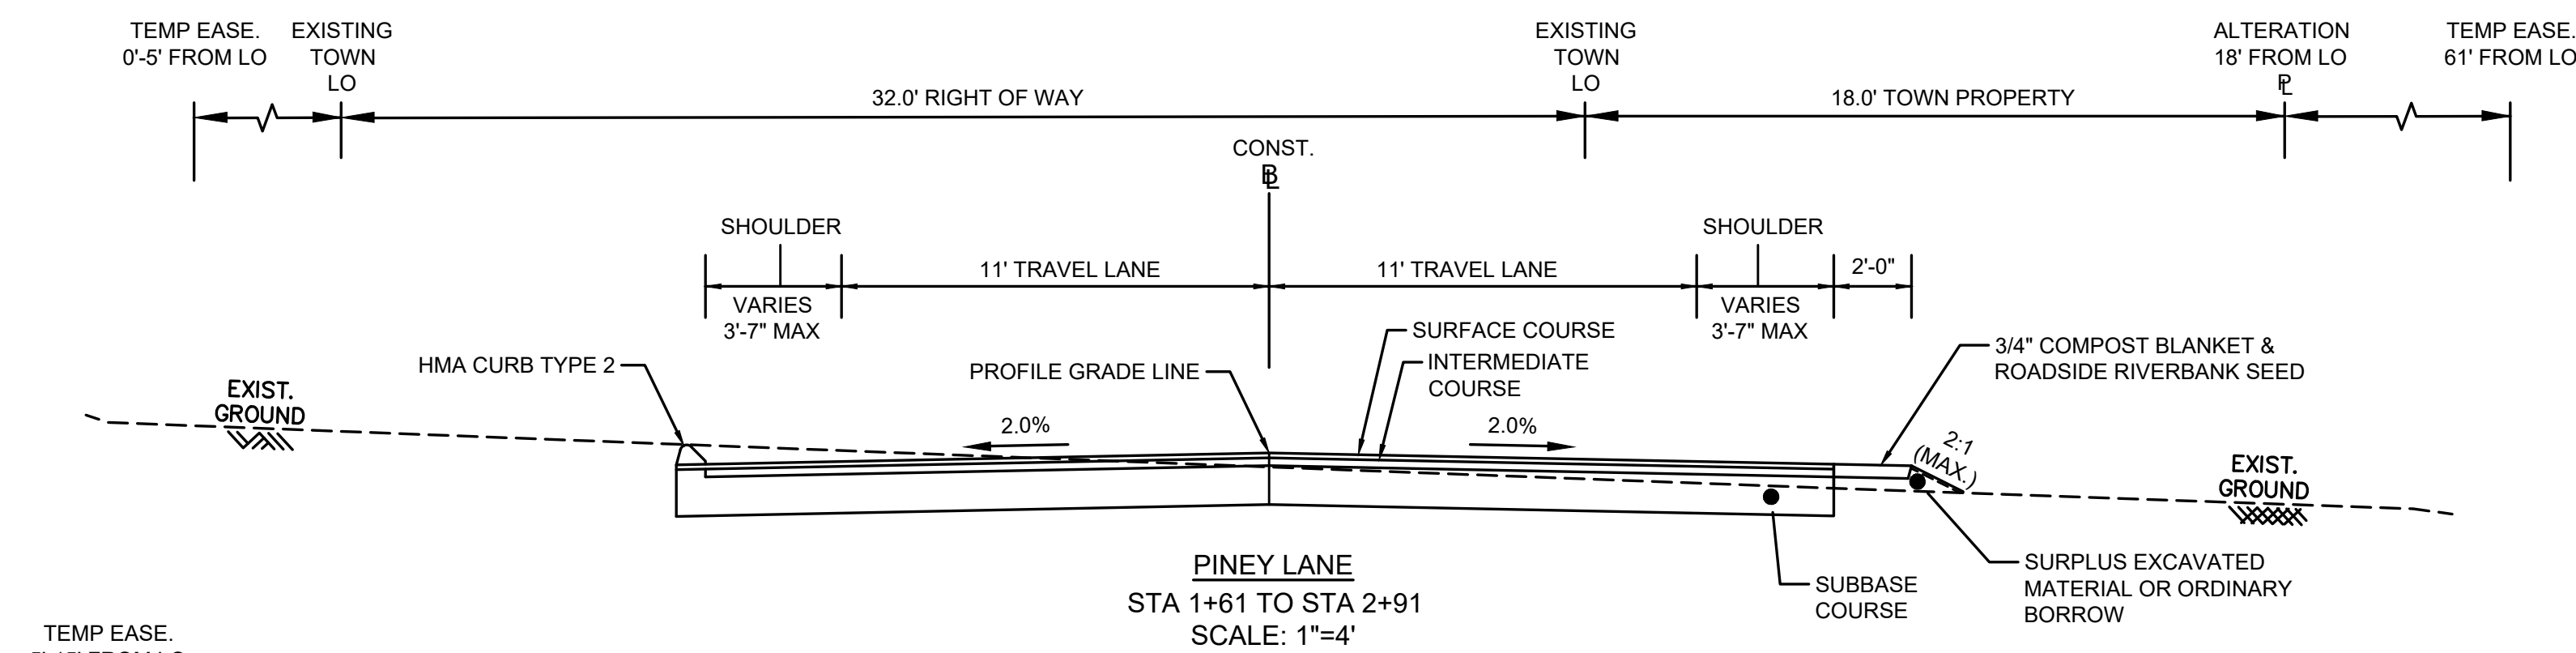 TEMP EASE.
0'-5' FROM LO
EXISTING
TOWN
LO
EXISTING
TOWN
LO
ALTERATION
18' FROM LO
PL
TEMP EASE.
61' FROM LO
32.0' RIGHT OF WAY
18.0' TOWN PROPERTY
CONST.
BL
SHOULDER
SHOULDER
11' TRAVEL LANE
11' TRAVEL LANE
2'-0"
VARIES
3'-7" MAX
VARIES
3'-7" MAX
SURFACE COURSE
INTERMEDIATE
COURSE
3/4" COMPOST BLANKET &
ROADSIDE RIVERBANK SEED
HMA CURB TYPE 2
PROFILE GRADE LINE
EXIST.
GROUND
2.0%
2.0%
2:1
(MAX.)
EXIST.
GROUND
SURPLUS EXCAVATED
MATERIAL OR ORDINARY
BORROW
SUBBASE
COURSE
PINEY LANE
STA 1+61 TO STA 2+91
SCALE: 1"=4'
TEMP EASE.